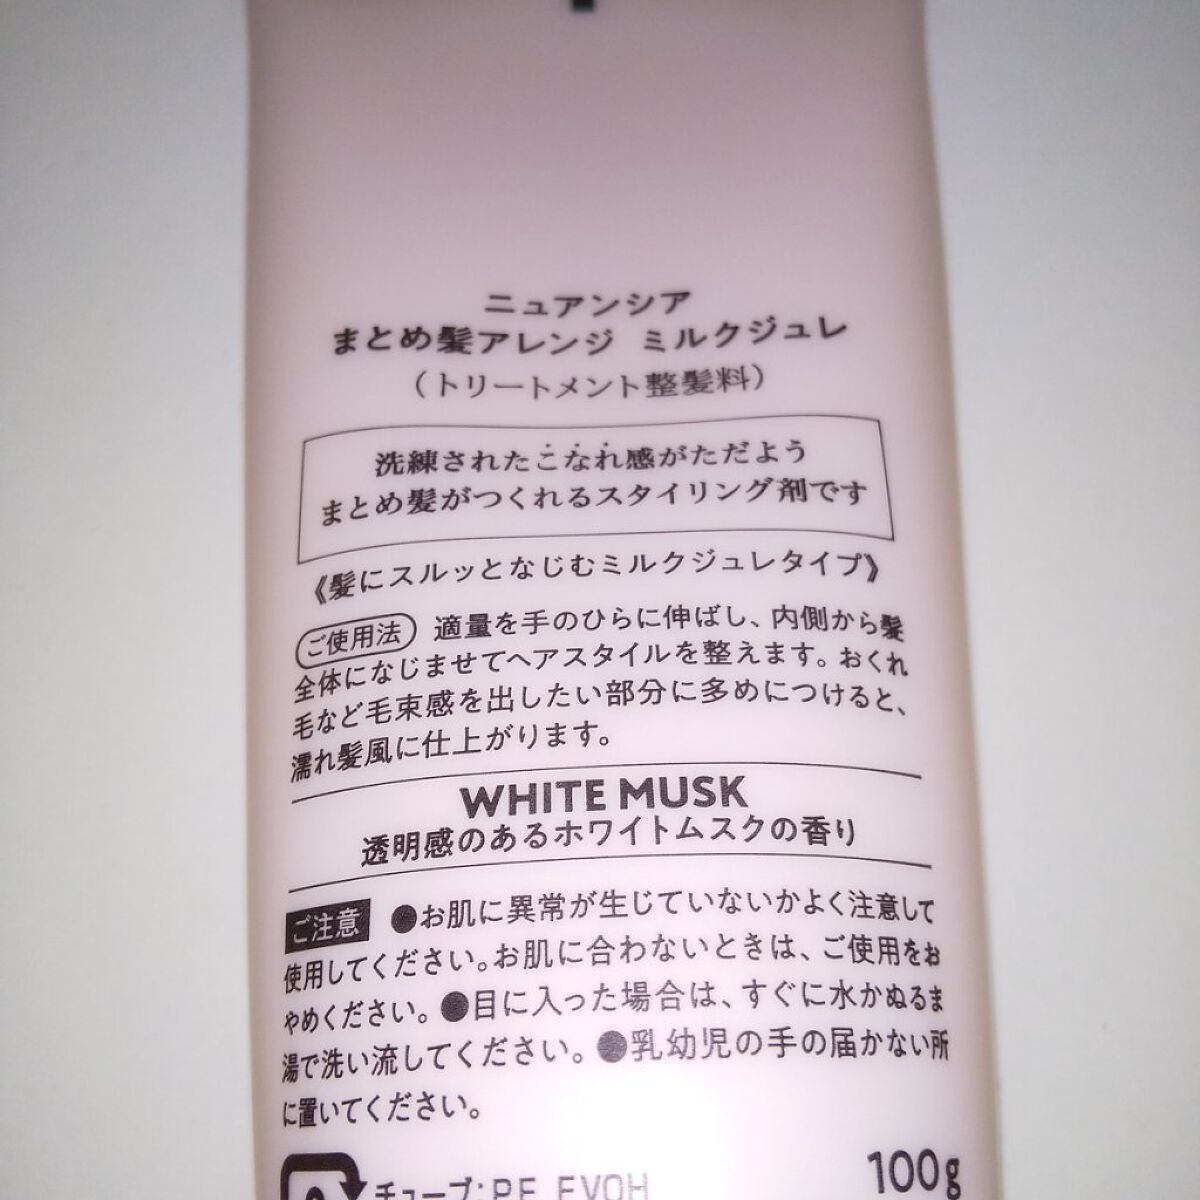 ニュアンシア
まとめ髪アレンジ ミルクジュレ
（トリートメント整髪料）
洗練されたこなれ感がただよう
まとめ髪がつくれるスタイリング剤です
《髪にスルッとなじむミルクジュレタイプ》
ご使用法 適量を手のひらに伸ばし、内側から髪
全体になじませてヘアスタイルを整えます。おくれ
毛など毛束感を出したい部分に多めにつけると、
濡れ髪風に仕上がります。
WHITE MUSK
透明感のあるホワイトムスクの香り
ご注意 ●お肌に異常が生じていないかよく注意して
使用してください。お肌に合わないときは、ご使用をお
やめください。●目に入った場合は、すぐに水かぬるま
湯で洗い流してください。●乳幼児の手の届かない所
に置いてください。
チューブ:PE, EVOH
100g